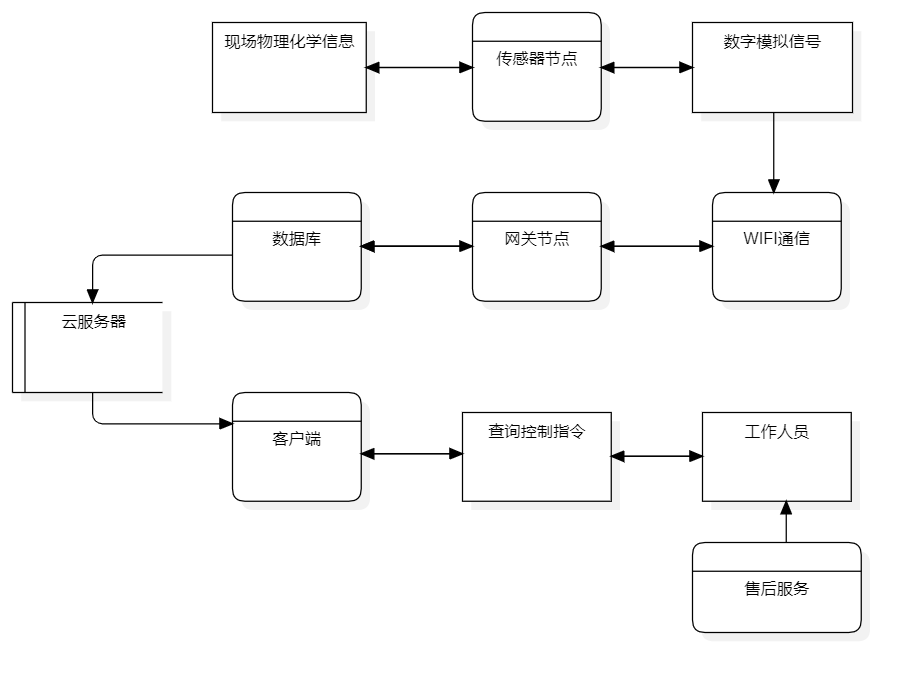 现场物理化学信息
传感器节点
数字模拟信号
数据库
网关节点
WIFI通信
云服务器
客户端
查询控制指令
工作人员
售后服务